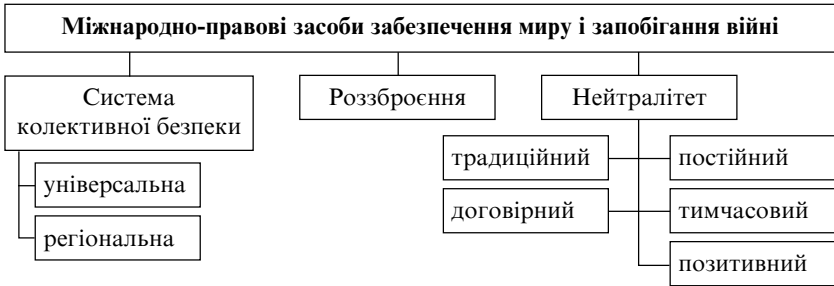 Міжнародно-правові засоби забезпечення миру і запобігання війні
Система
колективної безпеки
універсальна
регіональна
Роззброєння
Нейтралітет
традиційний
постійний
договірний
тимчасовий
позитивний